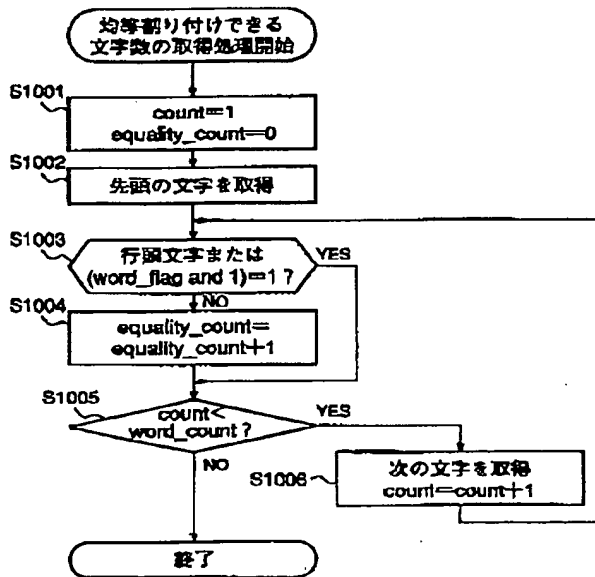 均等割り付けできる
文字数の取得処理開始
S1001
count=1
equality_count=0
S1002
先頭の文字を取得
S1003
行頭文字または
(word_flag and 1)=1?
YES
NO
S1004
equality_count=
equality_count+1
S1005
count<
word_count?
YES
NO
S1006
次の文字を取得
count=count+1
終了